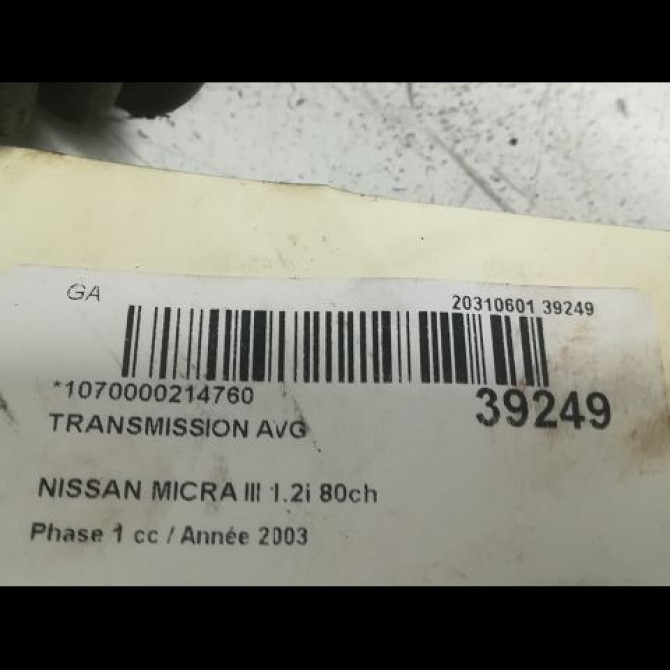 GA
20310601 39249
*1070000214760
39249
TRANSMISSION AVG
NISSAN MICRA III 1.2i 80ch
Phase 1 cc / Année 2003